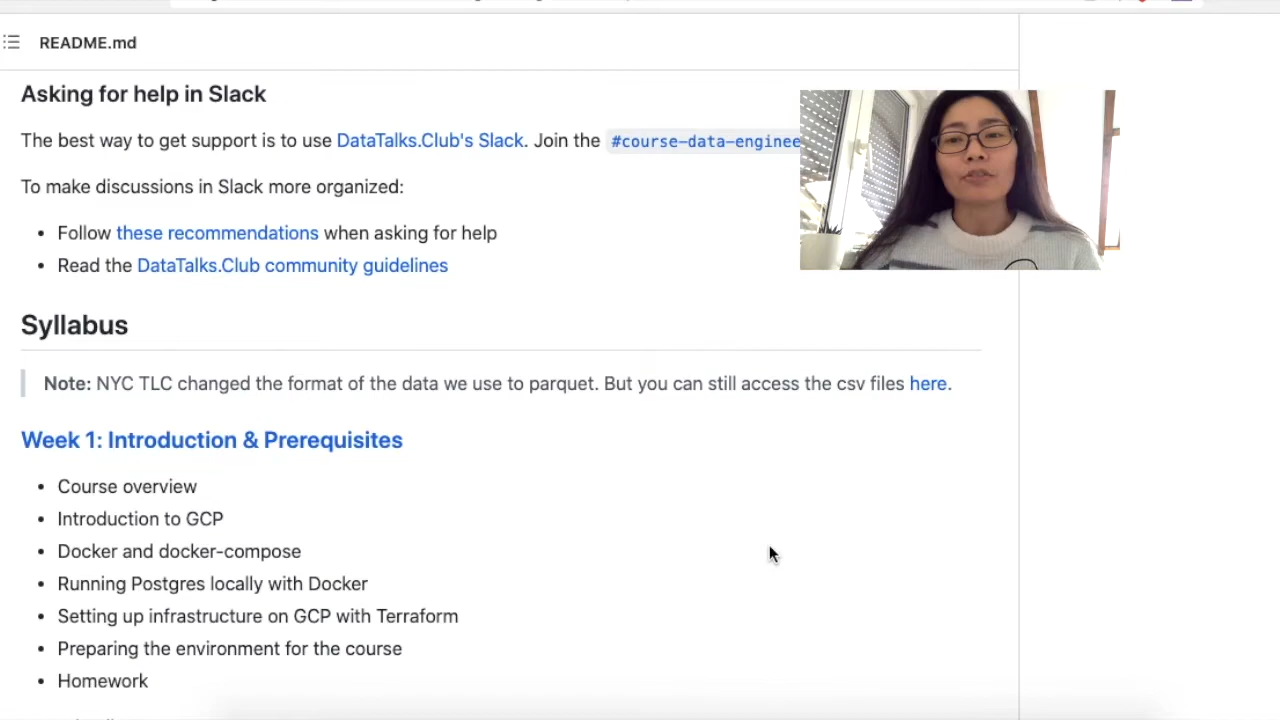 README.md
Asking for help in Slack
The best way to get support is to use DataTalks.Club's Slack. Join the #course-data-enginee
To make discussions in Slack more organized:
• Follow these recommendations when asking for help
• Read the DataTalks.Club community guidelines
Syllabus
Note: NYC TLC changed the format of the data we use to parquet. But you can still access the csv files here.
Week 1: Introduction & Prerequisites
• Course overview
• Introduction to GCP
• Docker and docker-compose
• Running Postgres locally with Docker
• Setting up infrastructure on GCP with Terraform
• Preparing the environment for the course
• Homework